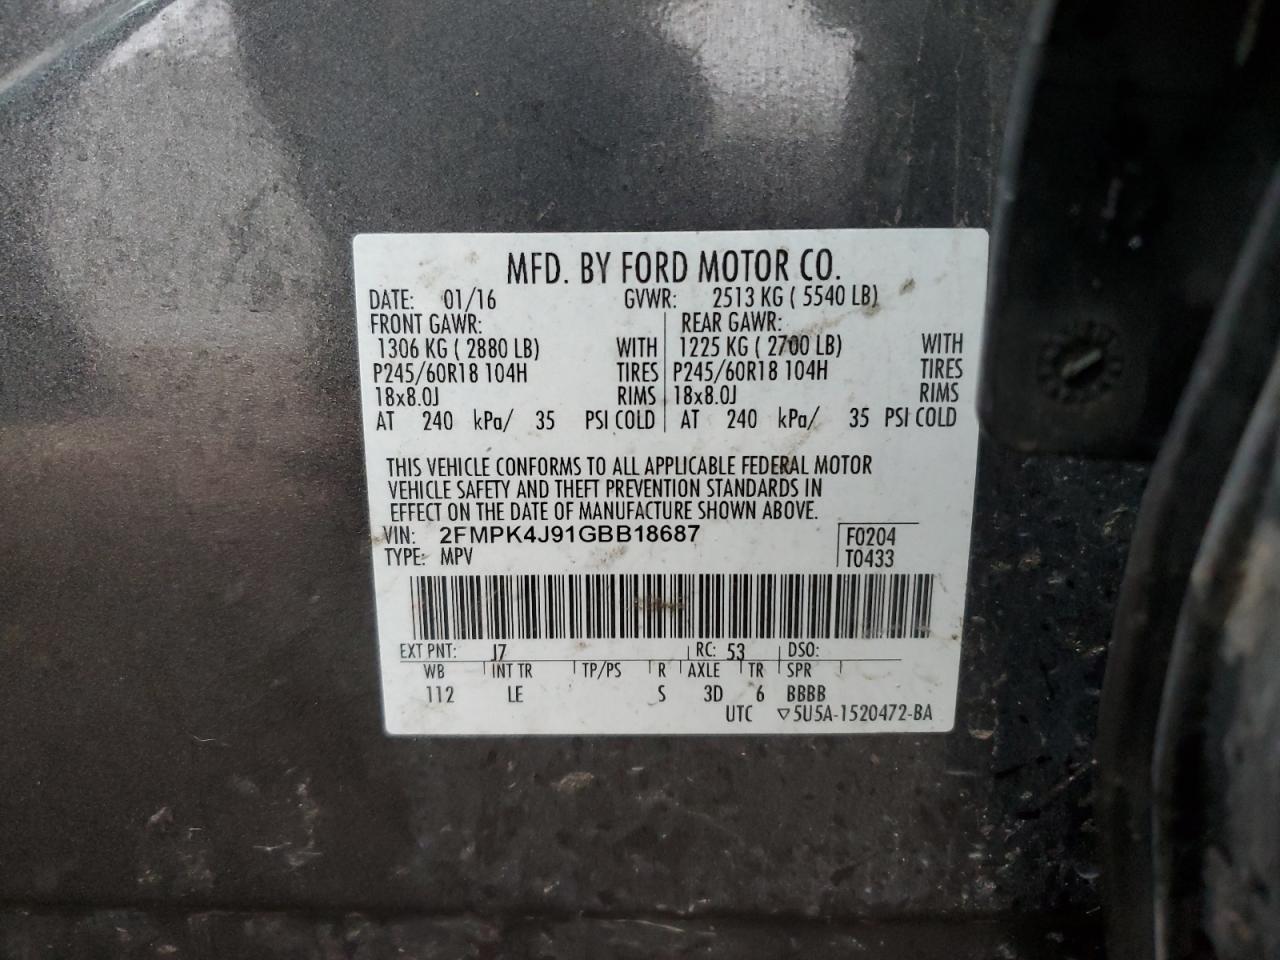 MFD. BY FORD MOTOR CO.
DATE: 01/16 GVWR: 2513 KG ( 5540 LB)
FRONT GAWR: REAR GAWR:
1306 KG ( 2880 LB) WITH 1225 KG ( 2700 LB) WITH
P245/60R18 104H TIRES P245/60R18 104H TIRES
18x8.0J RIMS 18x8.0J RIMS
AT 240 kPa/ 35 PSI COLD AT 240 kPa/ 35 PSI COLD
THIS VEHICLE CONFORMS TO ALL APPLICABLE FEDERAL MOTOR
VEHICLE SAFETY AND THEFT PREVENTION STANDARDS IN
EFFECT ON THE DATE OF MANUFACTURE SHOWN ABOVE.
VIN: 2FMPK4J91GBB18687 F0204
TYPE: MPV T0433
EXT PNT: J7 RC: 53 DSO:
WB INT TR TP/PS R AXLE TR SPR
112 LE S 3D 6 BBBB
UTC ▽5U5A-1520472-BA